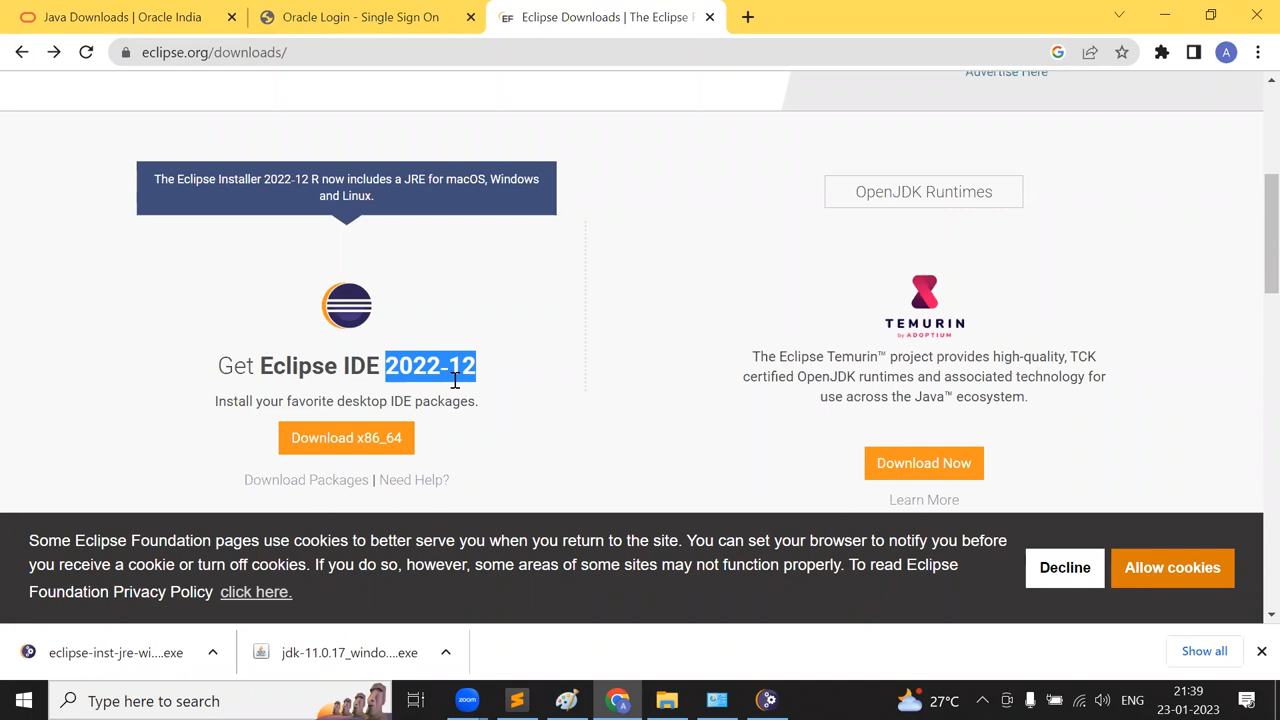 Java Downloads | Oracle India
Oracle Login - Single Sign On
Eclipse Downloads | The Eclipse
eclipse.org/downloads/
A
Advertise Here
The Eclipse Installer 2022-12 R now includes a JRE for macOS, Windows
and Linux.
OpenJDK Runtimes
TEMURIN
by ADOPTIUM
Get Eclipse IDE 2022-12
Install your favorite desktop IDE packages.
Download x86_64
Download Packages | Need Help?
The Eclipse Temurin™ project provides high-quality, TCK
certified OpenJDK runtimes and associated technology for
use across the Java™ ecosystem.
Download Now
Learn More
Some Eclipse Foundation pages use cookies to better serve you when you return to the site. You can set your browser to notify you before
you receive a cookie or turn off cookies. If you do so, however, some areas of some sites may not function properly. To read Eclipse
Foundation Privacy Policy click here.
Decline
Allow cookies
eclipse-inst-jre-wi....exe
jdk-11.0.17_windo....exe
Show all
Type here to search
zoom
27°C
ENG
21:39
23-01-2023